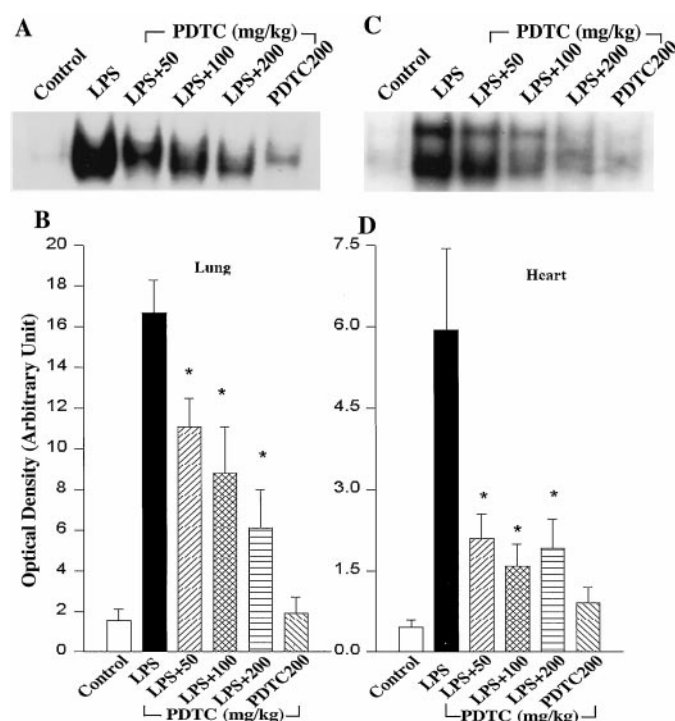 A
PDTC (mg/kg)
Control
LPS
LPS+50
LPS+100
LPS+200
PDTC200
C
PDTC (mg/kg)
Control
LPS
LPS+50
LPS+100
LPS+200
PDTC200
B
Lung
Optical Density (Arbitrary Unit)
20
18
16
14
12
10
8
6
4
2
0
*
*
*
Control
LPS
LPS+50
LPS+100
LPS+200
PDTC200
PDTC (mg/kg)
D
Heart
7.5
6.0
4.5
3.0
1.5
0.0
*
*
*
Control
LPS
LPS+50
LPS+100
LPS+200
PDTC200
PDTC (mg/kg)